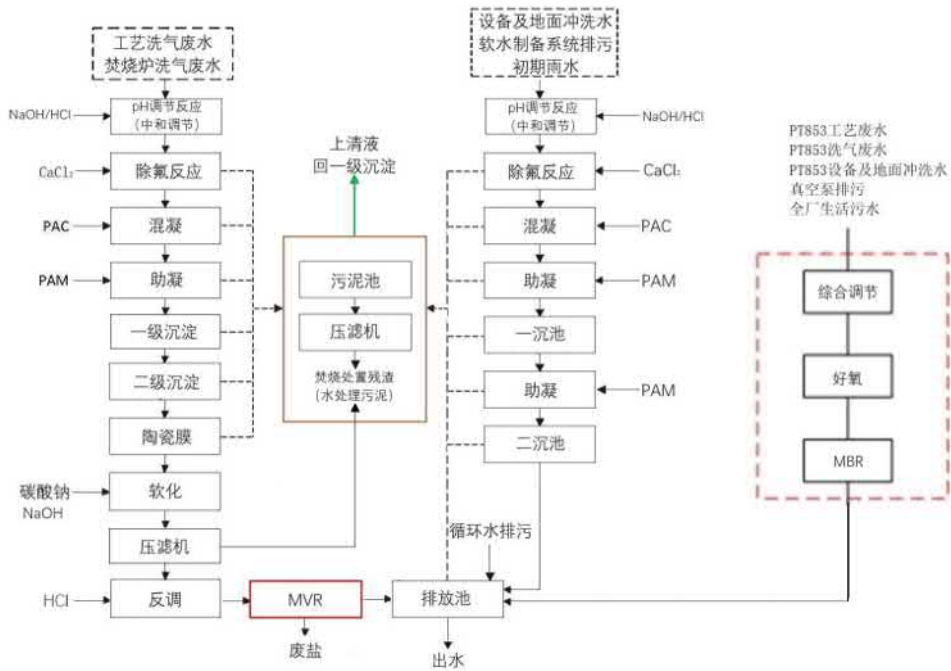 工艺洗气废水
焚烧炉洗气废水
NaOH/HCl
pH调节反应
(中和调节)
CaCl₂
除氟反应
PAC
混凝
PAM
助凝
一级沉淀
二级沉淀
陶瓷膜
碳酸钠
NaOH
软化
压滤机
HCl
反调
MVR
废盐
上清液
回一级沉淀
污泥池
压滤机
焚烧处置残渣
(水处理污泥)
设备及地面冲洗水
软水制备系统排污
初期雨水
pH调节反应
(中和调节)
NaOH/HCl
除氟反应
CaCl₂
混凝
PAC
助凝
PAM
一沉池
助凝
PAM
二沉池
循环水排污
排放池
出水
PT853工艺废水
PT853洗气废水
PT853设备及地面冲洗水
真空泵排污
全厂生活污水
综合调节
好氧
MBR